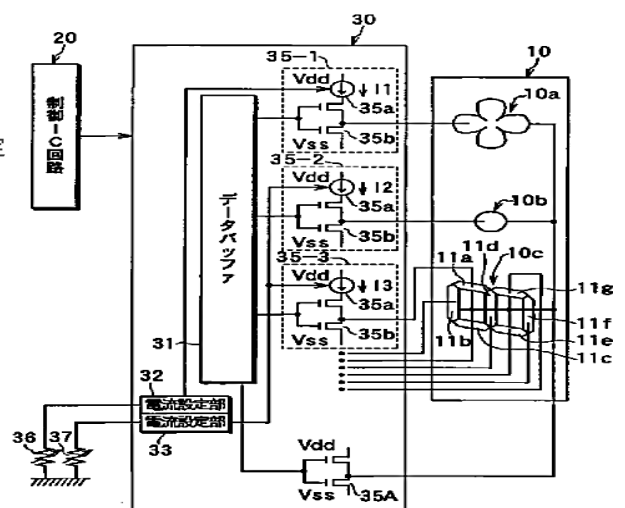 20
30
35-1
Vdd
I1
35a
35b
Vss
10
10a
制御IC回路
35-2
Vdd
I2
35a
35b
Vss
10b
データバッファ
35-3
Vdd
I3
35a
35b
Vss
11a
11d
10c
11g
11f
11b
11e
11c
31
32
電流設定部
電流設定部
33
36
37
Vdd
Vss
35A